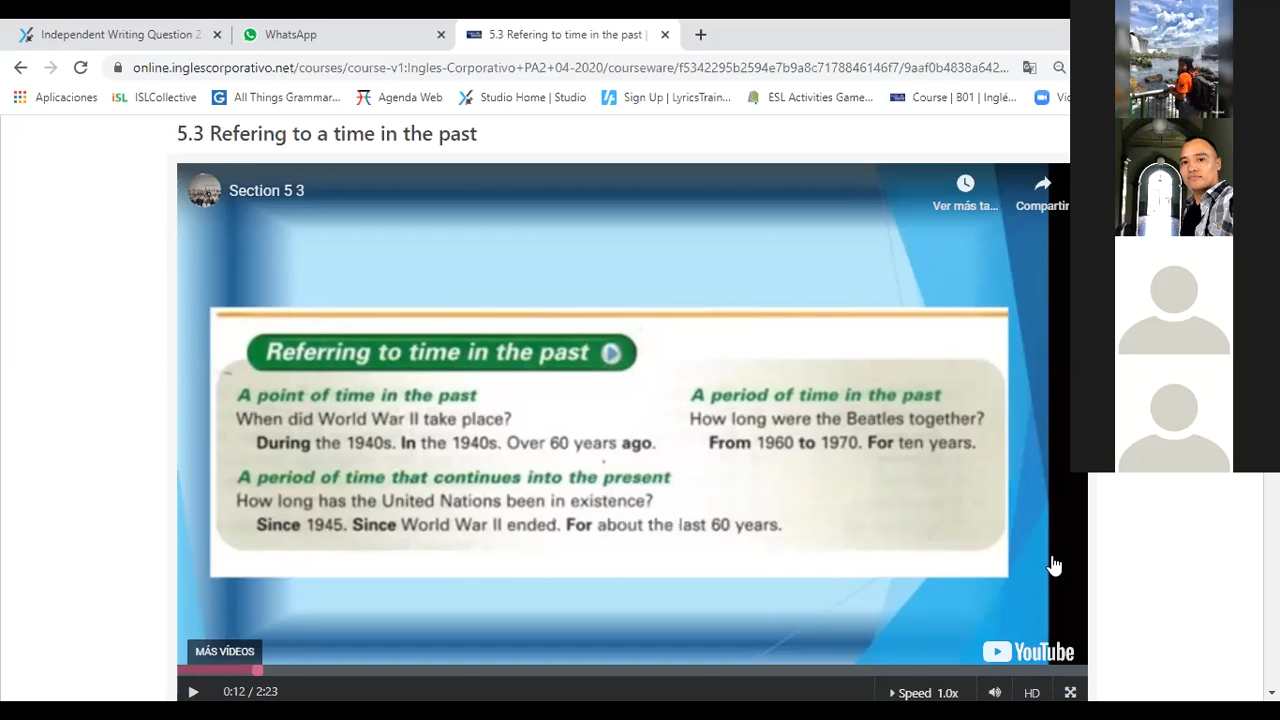 Independent Writing Question 2
WhatsApp
5.3 Refering to time in the past |
online.inglescorporativo.net/courses/course-v1:Ingles-Corpora + PA2+04-2020/courseware/f5342295b2594e7b9a8c7178846146f7/9aaf0b4838a642...
Aplicaciones
iSL ISLCollective
All Things Grammar...
Agenda Web
Studio Home | Studio
Sign Up | LyricsTrain...
ESL Activities Game...
Course | B01 | Inglé...
5.3 Refering to a time in the past
Section 5 3
Ver más ta...
Compartir
Referring to time in the past
A point of time in the past
When did World War II take place?
During the 1940s. In the 1940s. Over 60 years ago.
A period of time in the past
How long were the Beatles together?
From 1960 to 1970. For ten years.
A period of time that continues into the present
How long has the United Nations been in existence?
Since 1945. Since World War II ended. For about the last 60 years.
MÁS VÍDEOS
YouTube
0:12 / 2:23
Speed 1.0x
HD